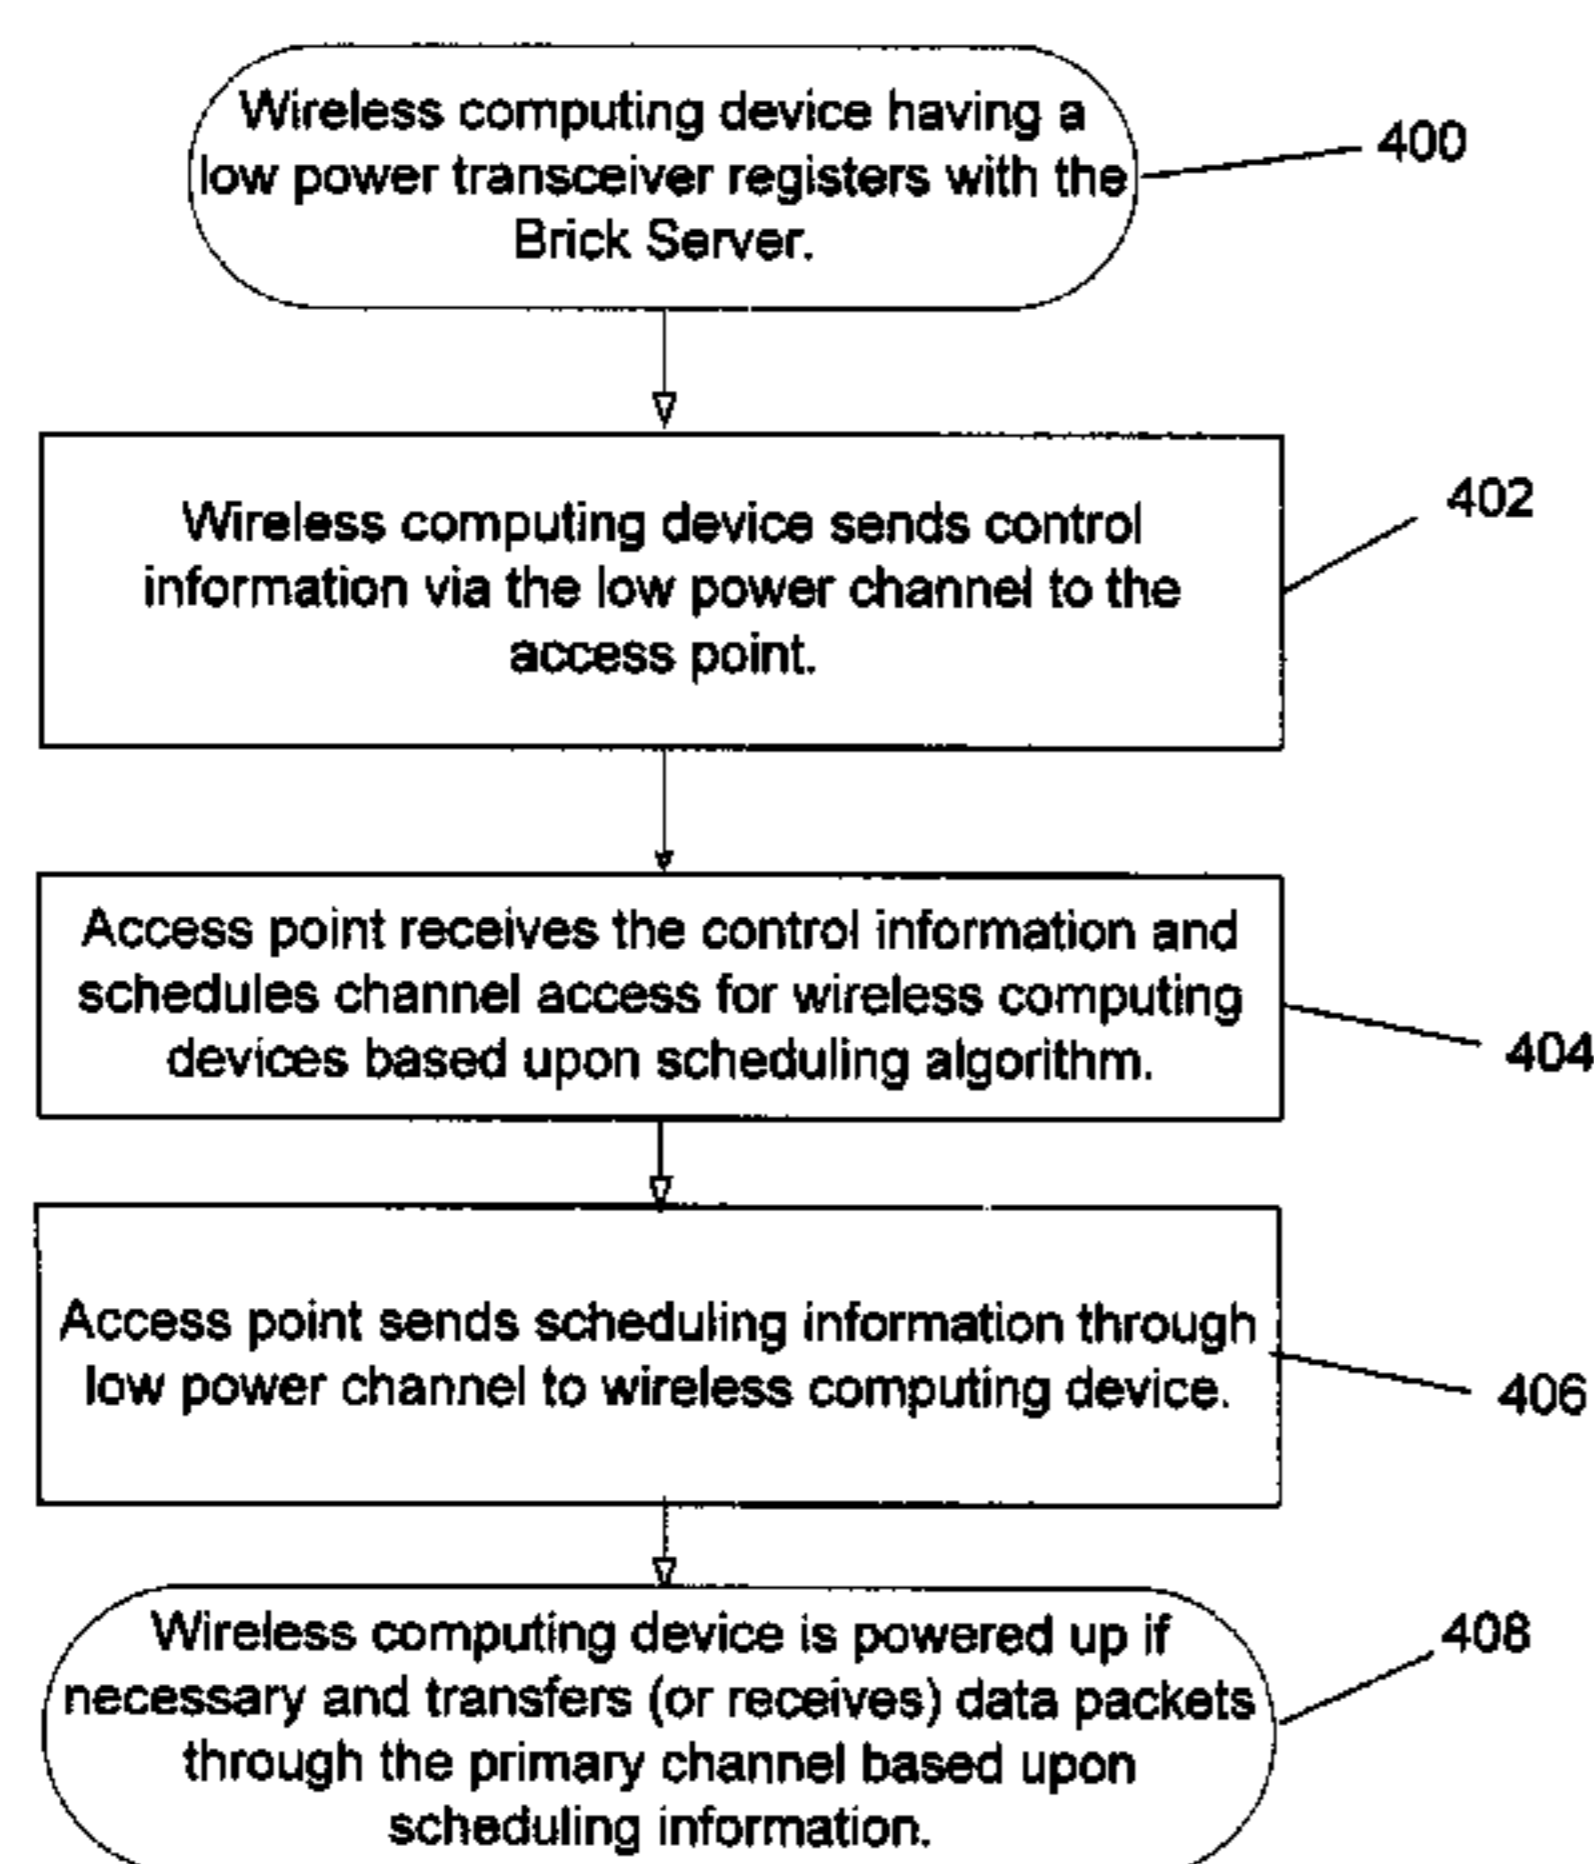 Wireless computing device having a
low power transceiver registers with the
Brick Server.
400
Wireless computing device sends control
information via the low power channel to the
access point.
402
Access point receives the control information and
schedules channel access for wireless computing
devices based upon scheduling algorithm.
404
Access point sends scheduling information through
low power channel to wireless computing device.
406
Wireless computing device is powered up if
necessary and transfers (or receives) data packets
through the primary channel based upon
scheduling information.
408